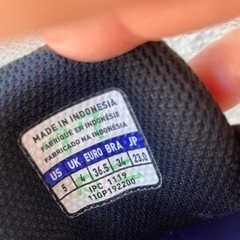 MADE IN INDONESIA
FABRIQUÉ EN INDONÉSIE
FABRICADO NA INDONÉSIA
US UK EURO BRA JP
5 4 36.5 34 23.0
IPC 1119
11GP192200